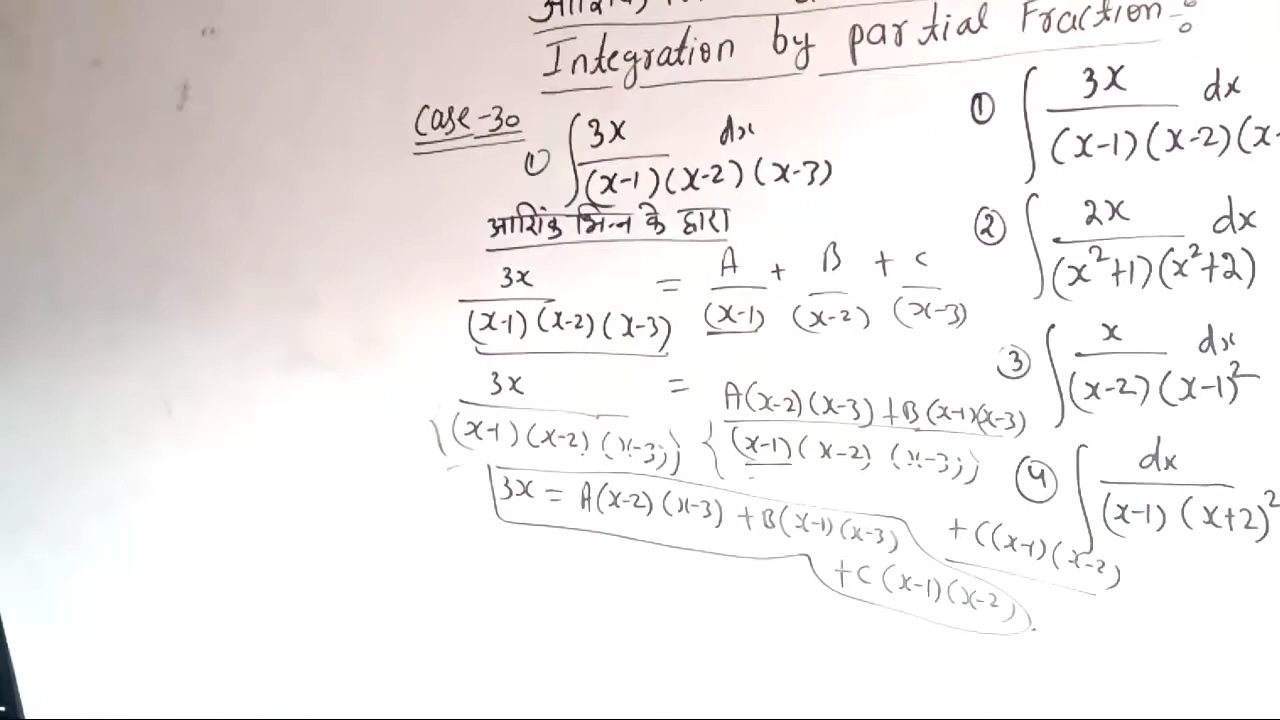 Integration by partial Fraction :
Case-30
① ∫ 3x / (x-1)(x-2)(x-3) dx
आशिंक भिन्न के द्वारा
3x / (x-1)(x-2)(x-3) = A / (x-1) + B / (x-2) + C / (x-3)
3x / (x-1)(x-2)(x-3) = A(x-2)(x-3) + B(x-1)(x-3) / (x-1)(x-2)(x-3)
+ C(x-1)(x-2)
3x = A(x-2)(x-3) + B(x-1)(x-3)
+ C(x-1)(x-2)
① ∫ 3x / (x-1)(x-2)(x- dx
② ∫ 2x / (x²+1)(x²+2) dx
③ ∫ x / (x-2)(x-1)² dx
④ ∫ dx / (x-1)(x+2)²